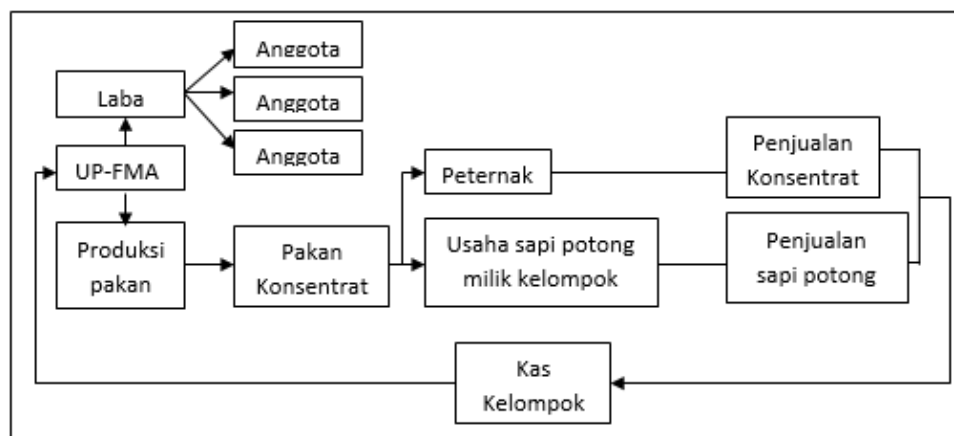 Anggota
Laba
Anggota
Anggota
UP-FMA
Peternak
Penjualan
Konsentrat
Produksi
pakan
Pakan
Konsentrat
Usaha sapi potong
milik kelompok
Penjualan
sapi potong
Kas
Kelompok